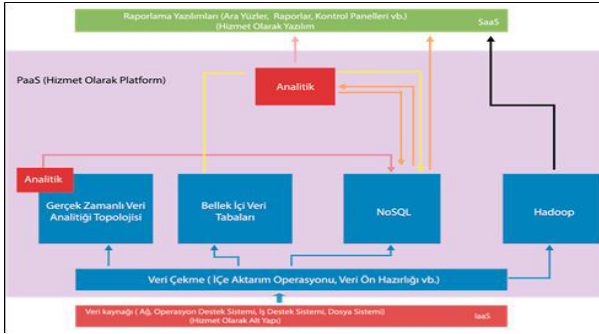 Raporlama Yazılımları (Ara Yüzler, Raporlar, Kontrol Panelleri vb.)
(Hizmet Olarak Yazılım
SaaS
PaaS (Hizmet Olarak Platform)
Analitik
Analitik
Gerçek Zamanlı Veri
Analitiği Topolojisi
Bellek İçi Veri
Tabaları
NoSQL
Hadoop
Veri Çekme ( İÇe Aktarım Operasyonu, Veri Ön Hazırlığı vb.)
Veri kaynağı ( Ağ, Operasyon Destek Sistemi, İş Destek Sistemi, Dosya Sistemi)
(Hizmet Olarak Alt Yapı)
IaaS